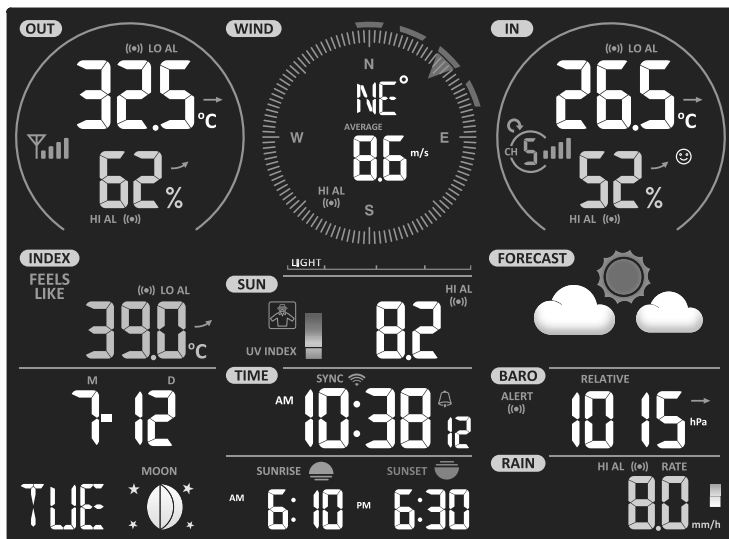 OUT
((•)) LO AL
32.5 °C
62 %
HI AL ((•))
WIND
N
NE°
W
E
AVERAGE
8.6 m/s
HI AL
((•))
S
IN
((•)) LO AL
26.5 °C
CH 5
52 %
HI AL ((•))
INDEX
FEELS
LIKE
((•)) LO AL
39.0 °C
LIGHT
SUN
HI AL
((•))
UV INDEX
8.2
FORECAST
M D
7-12
TUE
MOON
TIME
SYNC
AM 10:38 12
SUNRISE
AM 6:10
SUNSET
PM 6:30
BARO
RELATIVE
ALERT
((•))
1015 hPa
RAIN
HI AL ((•)) RATE
8.0 mm/h